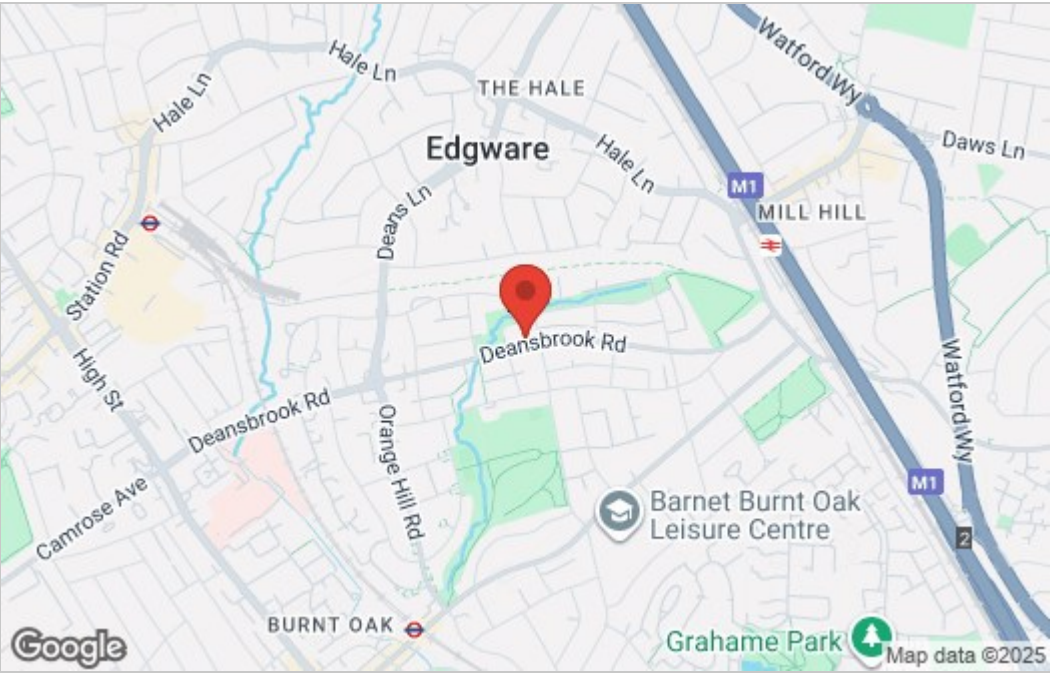 Hale Ln
Watford Wy
THE HALE
Hale Ln
Edgware
Hale Ln
Daws Ln
M1
MILL HILL
Deans Ln
Station Rd
Deansbrook Rd
High St
Deansbrook Rd
Watford Wy
Orange Hill Rd
Camrose Ave
M1
Barnet Burnt Oak
Leisure Centre
2
BURNT OAK
Grahame Park
Google
Map data ©2025